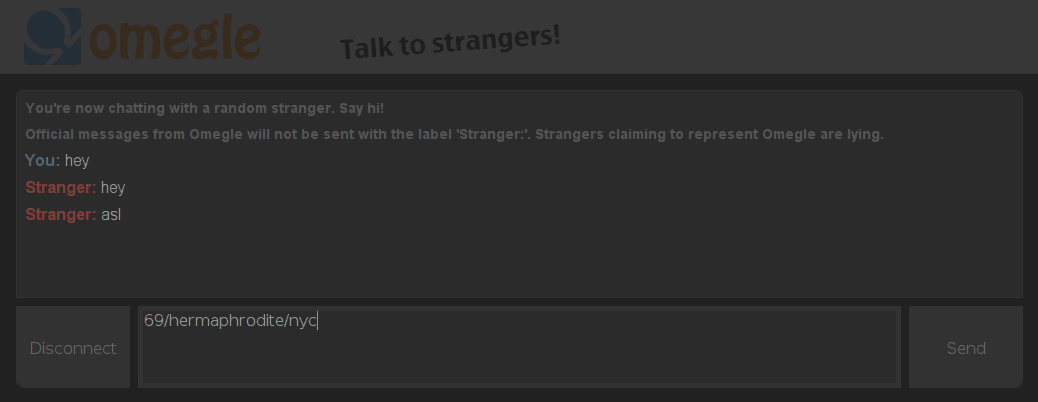 omegle
Talk to strangers!
You're now chatting with a random stranger. Say hi!
Official messages from Omegle will not be sent with the label 'Stranger:'. Strangers claiming to represent Omegle are lying.
You: hey
Stranger: hey
Stranger: asl
Disconnect
69/hermaphrodite/nyc
Send